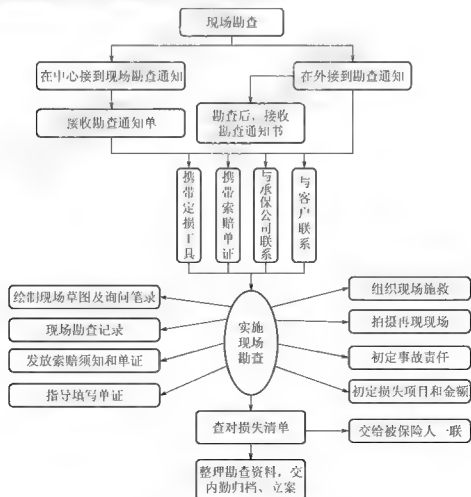 现场勘查
在中心接到现场勘查通知
在外接到勘查通知
接收勘查通知单
勘查后，接收
勘查通知书
携带定损工具
携带索赔单证
与承保公司联系
与客户联系
绘制现场草图及询问笔录
组织现场施救
现场勘查记录
实施
现场
勘查
拍摄再现现场
发放索赔须知和单证
初定事故责任
指导填写单证
初定损失项目和金额
查对损失清单
交给被保险人一联
整理勘查资料，交
内勤归档、立案